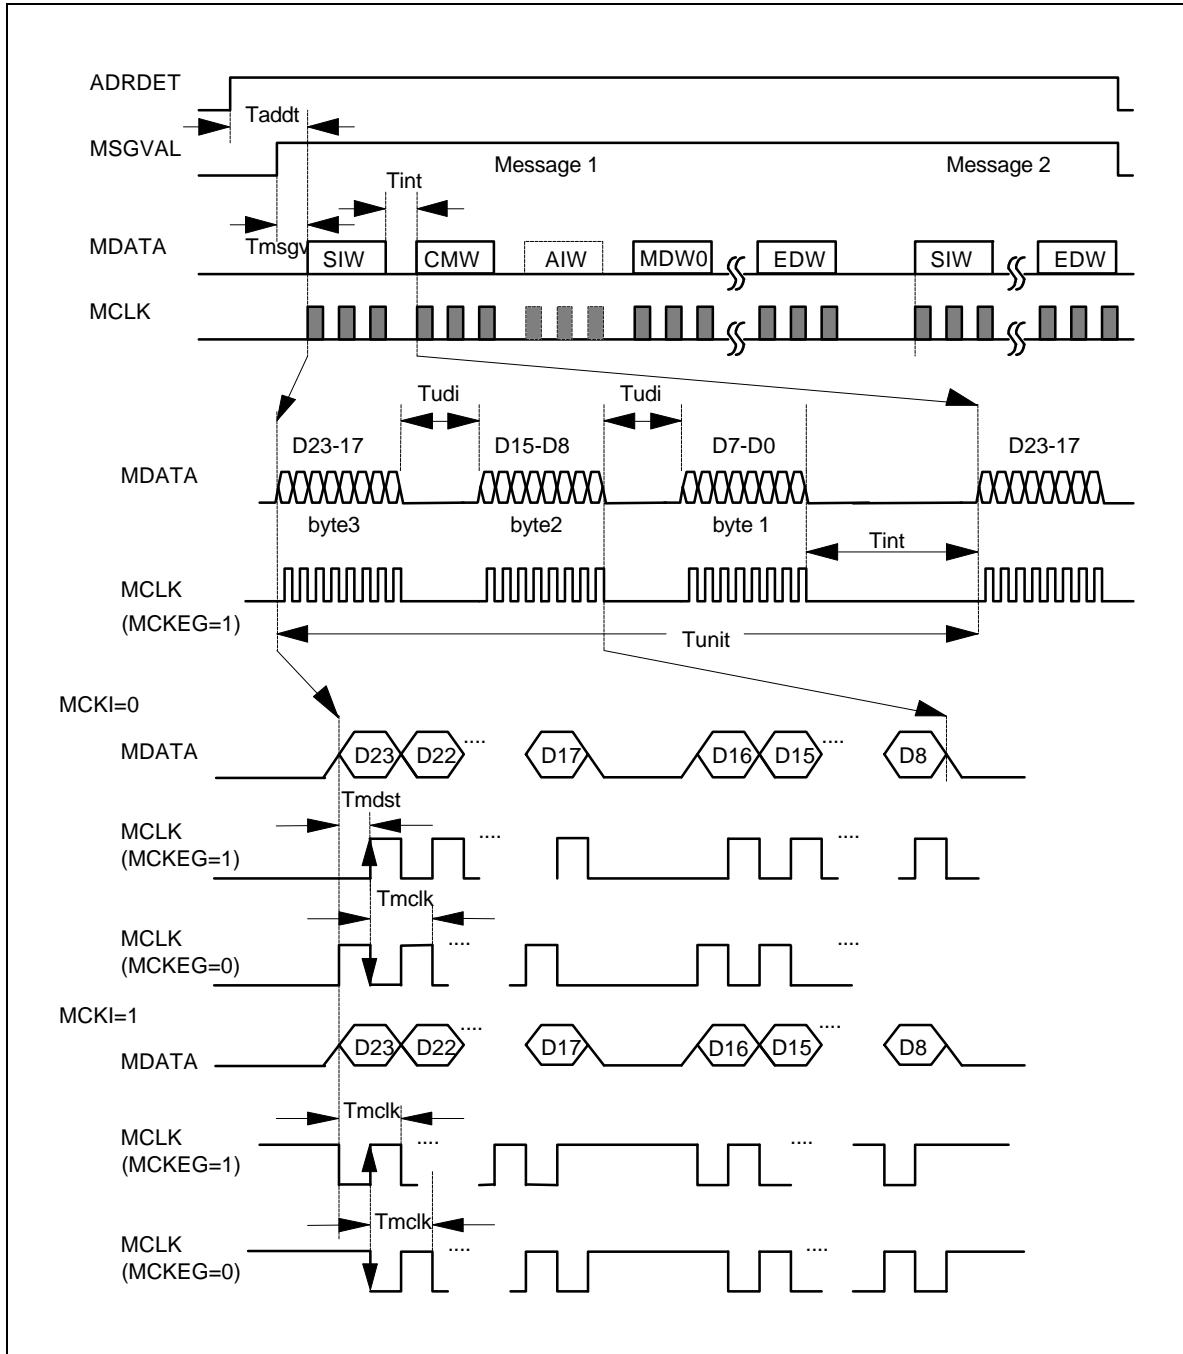 ADRDET
Taddt
MSGVAL
Message 1
Message 2
Tint
Tmsgv
MDATA
SIW
CMW
AIW
MDW0
EDW
SIW
EDW
MCLK
Tudi
Tudi
D23-17
D15-D8
D7-D0
D23-17
MDATA
byte3
byte2
byte 1
Tint
MCLK
(MCKEG=1)
Tunit
MCKI=0
MDATA
D23
D22
....
D17
D16
D15
....
D8
Tmdst
MCLK
(MCKEG=1)
....
....
Tmclk
MCLK
(MCKEG=0)
....
....
MCKI=1
MDATA
D23
D22
....
D17
D16
D15
....
D8
Tmclk
MCLK
(MCKEG=1)
....
....
Tmclk
MCLK
(MCKEG=0)
....
....